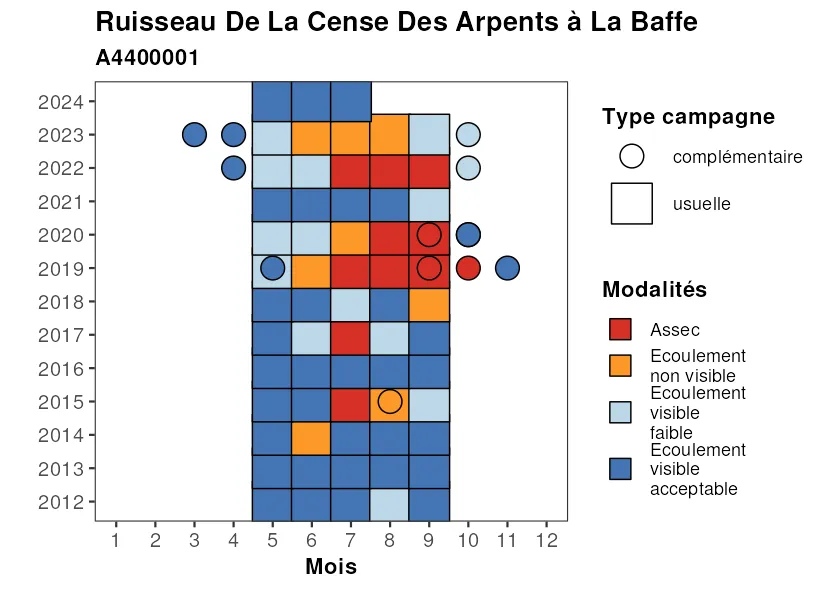 Ruisseau De La Cense Des Arpents à La Baffe
A4400001
2024
2023
2022
2021
2020
2019
2018
2017
2016
2015
2014
2013
2012
1 2 3 4 5 6 7 8 9 10 11 12
Mois
Type campagne
complémentaire
usuelle
Modalités
Assec
Ecoulement
non visible
Ecoulement
visible
faible
Ecoulement
visible
acceptable